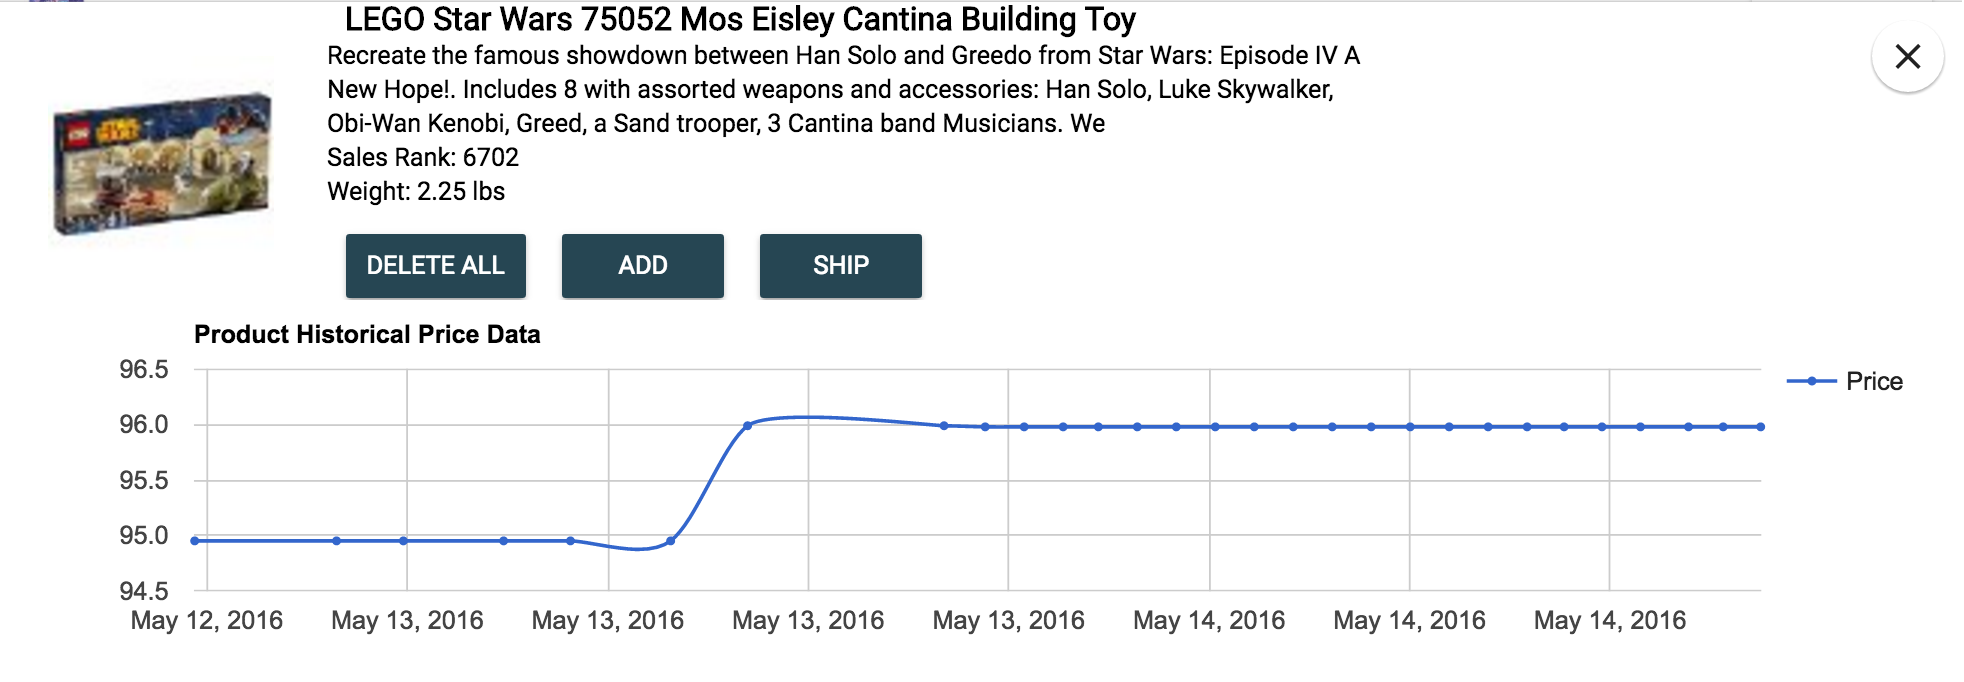 LEGO Star Wars 75052 Mos Eisley Cantina Building Toy
Recreate the famous showdown between Han Solo and Greedo from Star Wars: Episode IV A
New Hope!. Includes 8 with assorted weapons and accessories: Han Solo, Luke Skywalker,
Obi-Wan Kenobi, Greed, a Sand trooper, 3 Cantina band Musicians. We
Sales Rank: 6702
Weight: 2.25 lbs
STAR WARS
DELETE ALL ADD SHIP
Product Historical Price Data
96.5
96.0
95.5
95.0
94.5
Price
May 12, 2016 May 13, 2016 May 13, 2016 May 13, 2016 May 13, 2016 May 14, 2016 May 14, 2016 May 14, 2016